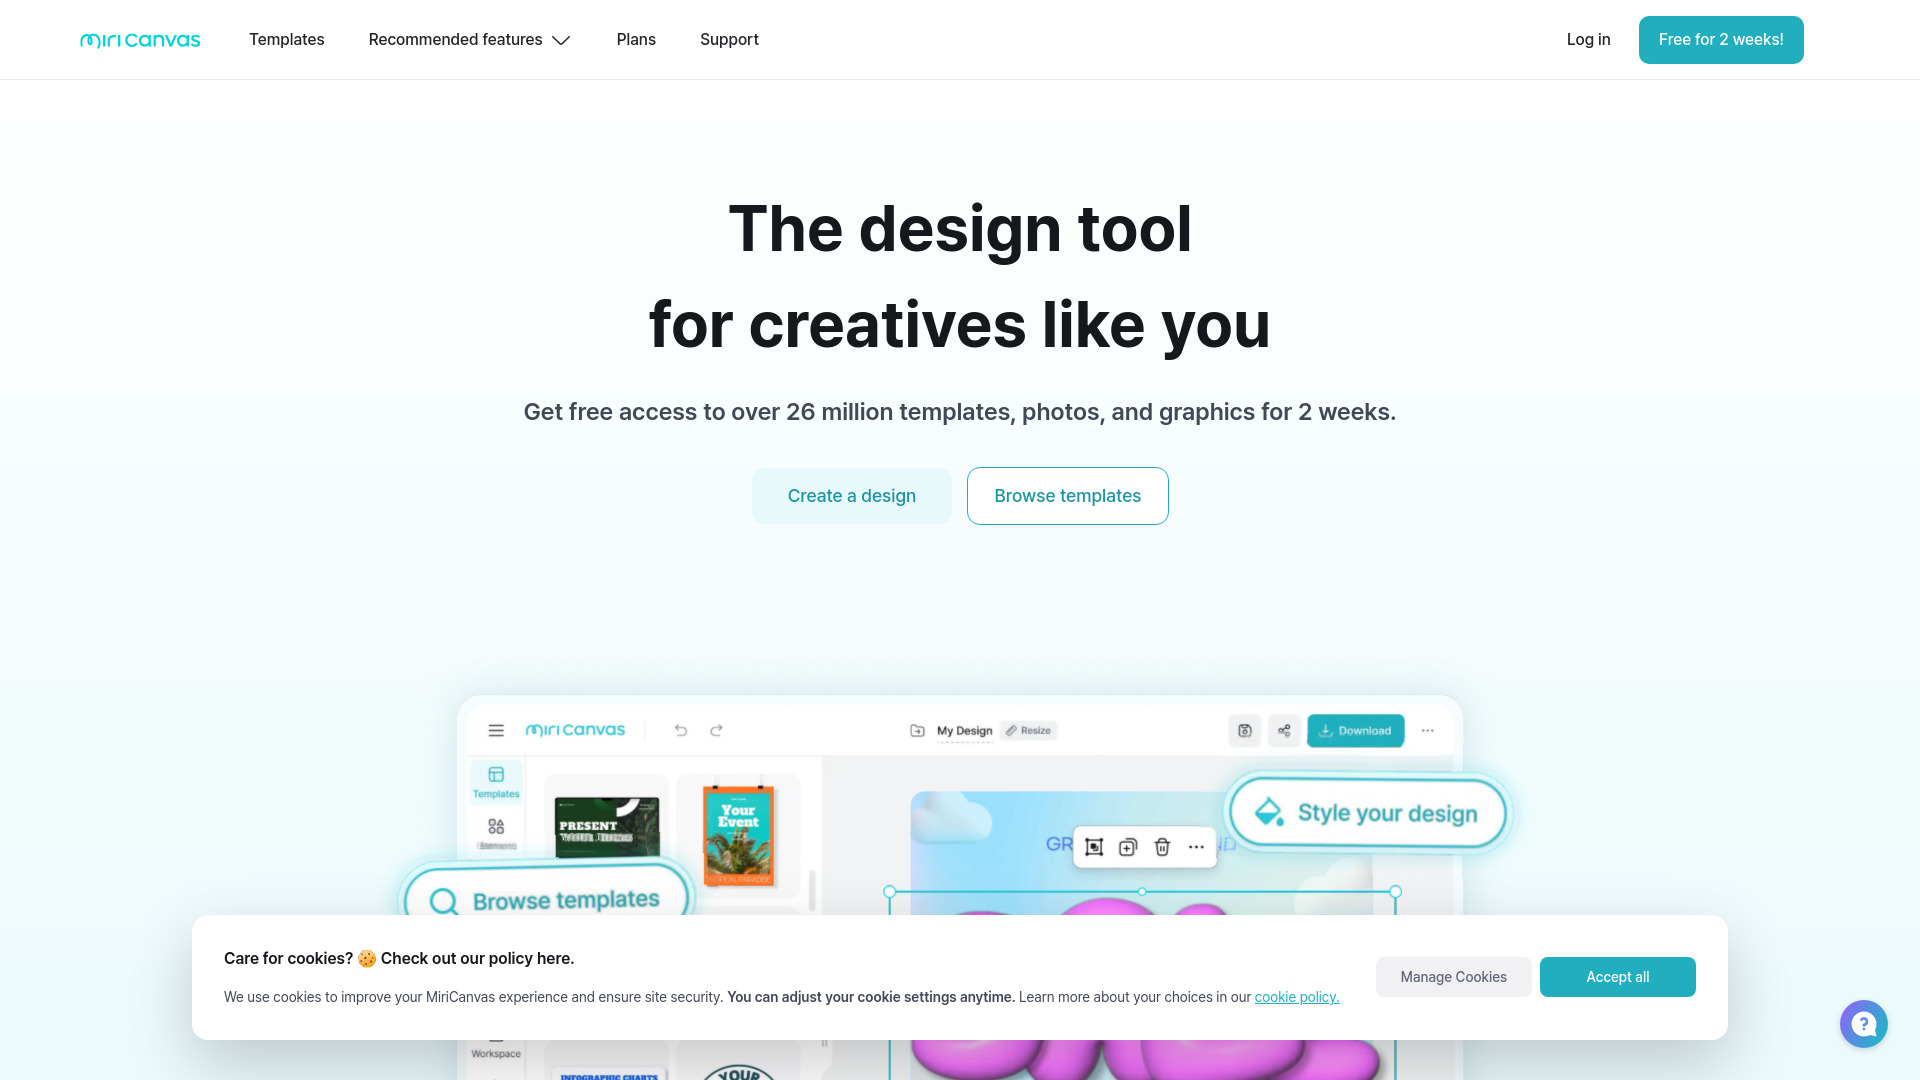 miri canvas
Templates
Recommended features
Plans
Support
Log in
Free for 2 weeks!
The design tool
for creatives like you
Get free access to over 26 million templates, photos, and graphics for 2 weeks.
Create a design
Browse templates
miri canvas
My Design
Resize
Download
Templates
PRESENT
Your
Event
TROPICAL PARADISE
Style your design
GR
ND
Browse templates
Care for cookies? 🍪 Check out our policy here.
We use cookies to improve your MiriCanvas experience and ensure site security. You can adjust your cookie settings anytime. Learn more about your choices in our cookie policy.
Manage Cookies
Accept all
Workspace
INFOGRAPHIC CHARTS
YOUR